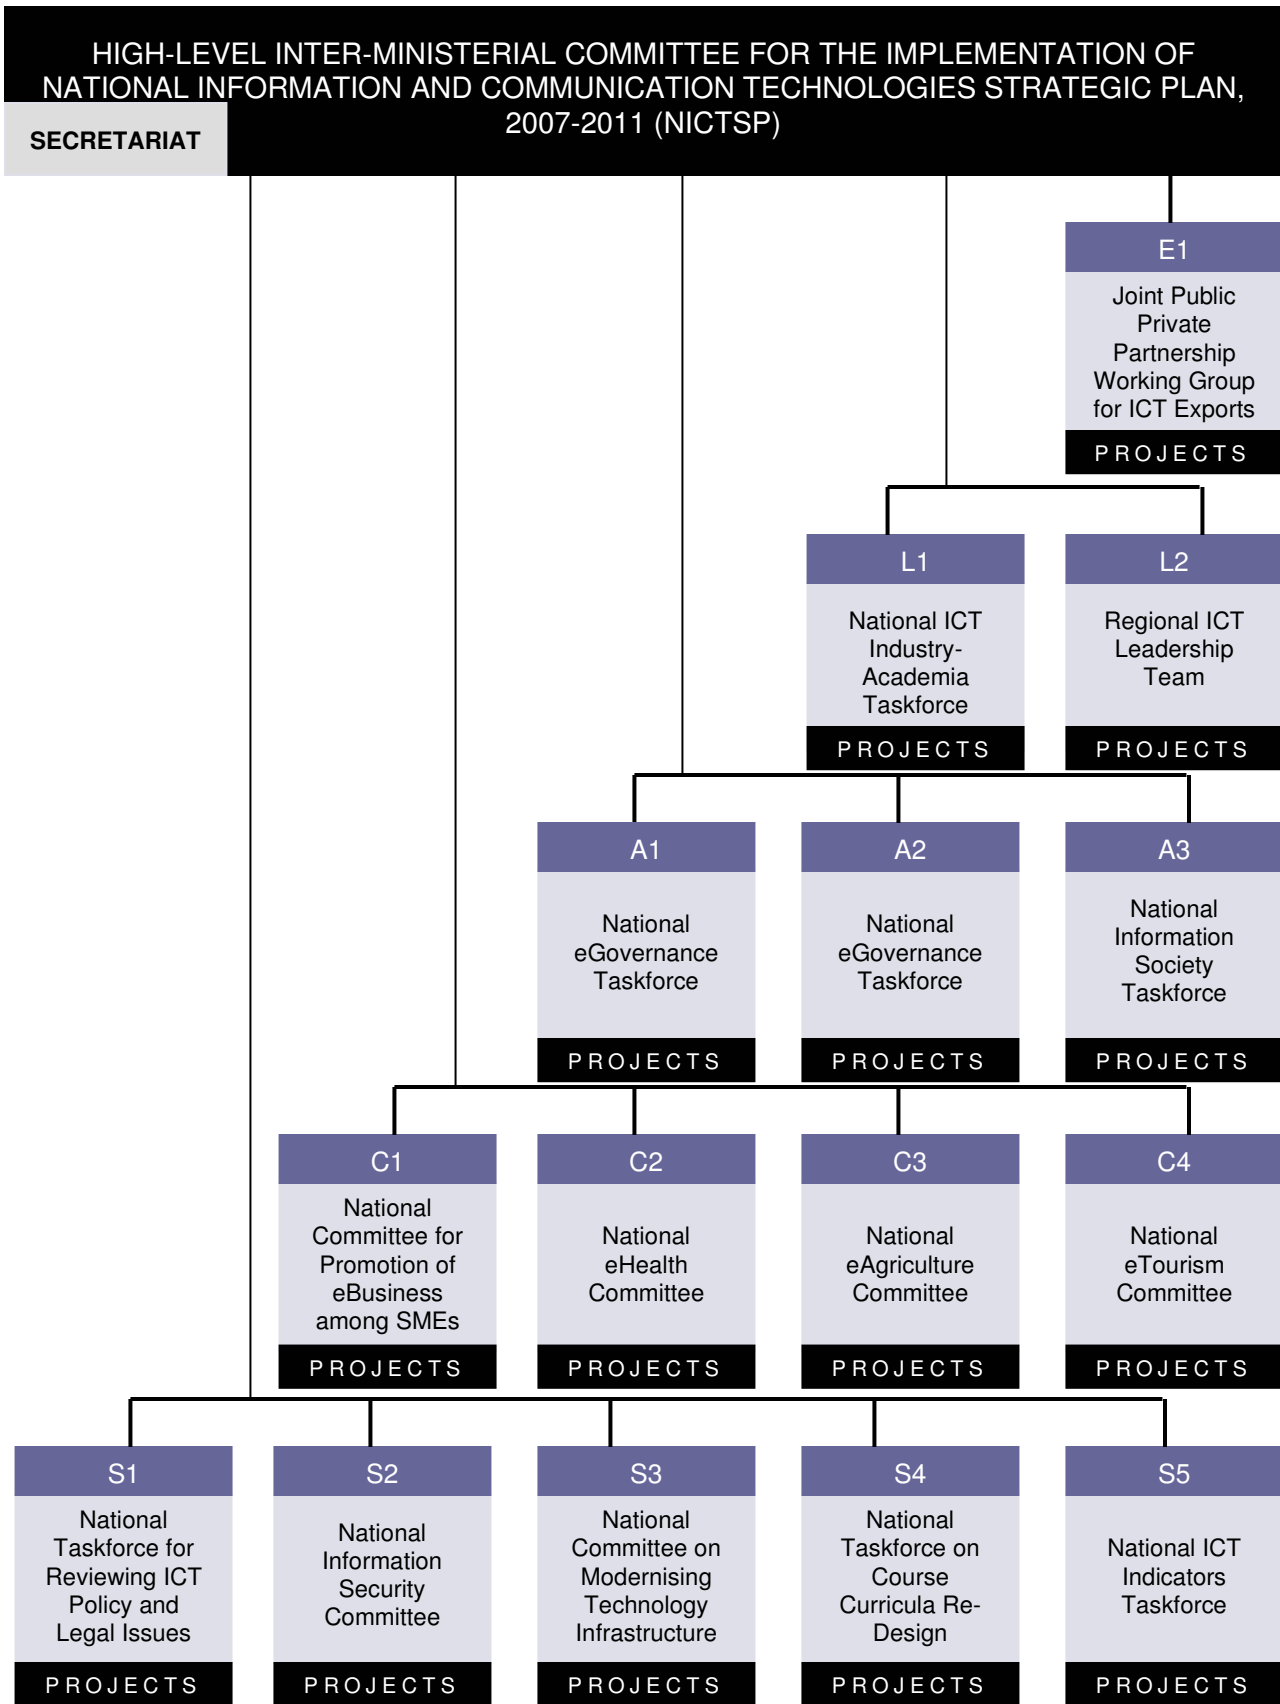 HIGH-LEVEL INTER-MINISTERIAL COMMITTEE FOR THE IMPLEMENTATION OF
NATIONAL INFORMATION AND COMMUNICATION TECHNOLOGIES STRATEGIC PLAN,
2007-2011 (NICTSP)
SECRETARIAT
E1
Joint Public
Private
Partnership
Working Group
for ICT Exports
PROJECTS
L1
National ICT
Industry-
Academia
Taskforce
PROJECTS
L2
Regional ICT
Leadership
Team
PROJECTS
A1
National
eGovernance
Taskforce
PROJECTS
A2
National
eGovernance
Taskforce
PROJECTS
A3
National
Information
Society
Taskforce
PROJECTS
C1
National
Committee for
Promotion of
eBusiness
among SMEs
PROJECTS
C2
National
eHealth
Committee
PROJECTS
C3
National
eAgriculture
Committee
PROJECTS
C4
National
eTourism
Committee
PROJECTS
S1
National
Taskforce for
Reviewing ICT
Policy and
Legal Issues
PROJECTS
S2
National
Information
Security
Committee
PROJECTS
S3
National
Committee on
Modernising
Technology
Infrastructure
PROJECTS
S4
National
Taskforce on
Course
Curricula Re-
Design
PROJECTS
S5
National ICT
Indicators
Taskforce
PROJECTS